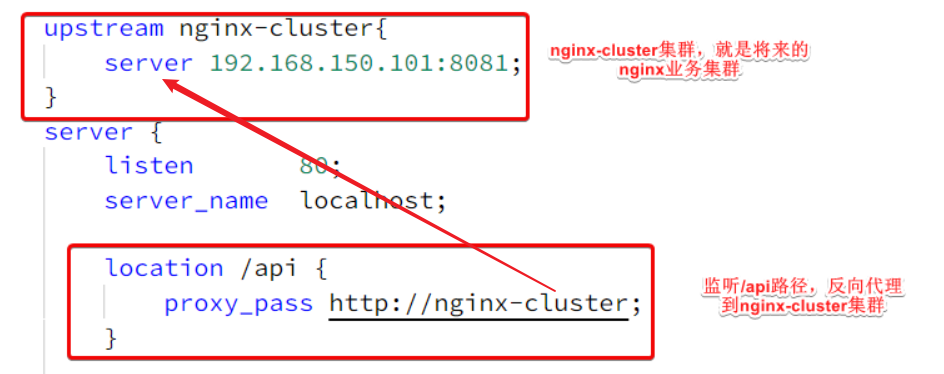 upstream nginx-cluster{
server 192.168.150.101:8081;
}
nginx-cluster集群，就是将来的
nginx业务集群
server {
listen 80;
server_name localhost;
location /api {
proxy_pass http://nginx-cluster;
}
监听/api路径，反向代理
到nginx-cluster集群